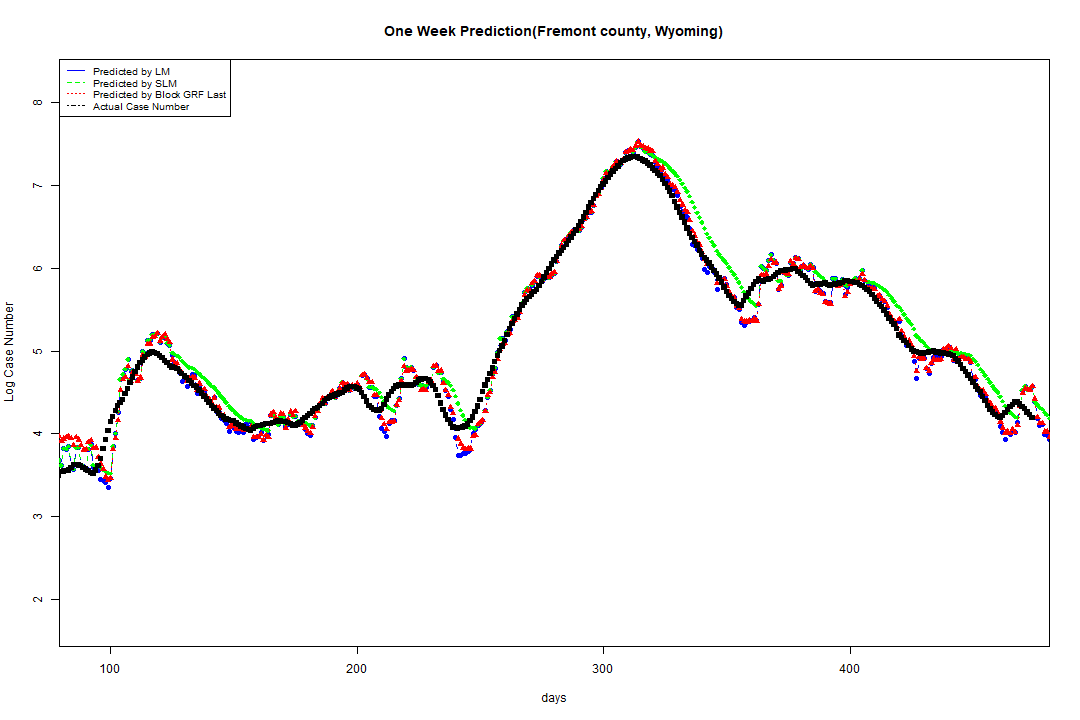 One Week Prediction(Fremont county, Wyoming)
Predicted by LM
Predicted by SLM
Predicted by Block GRF Last
Actual Case Number
8
7
6
5
4
3
2
Log Case Number
100 200 300 400
days